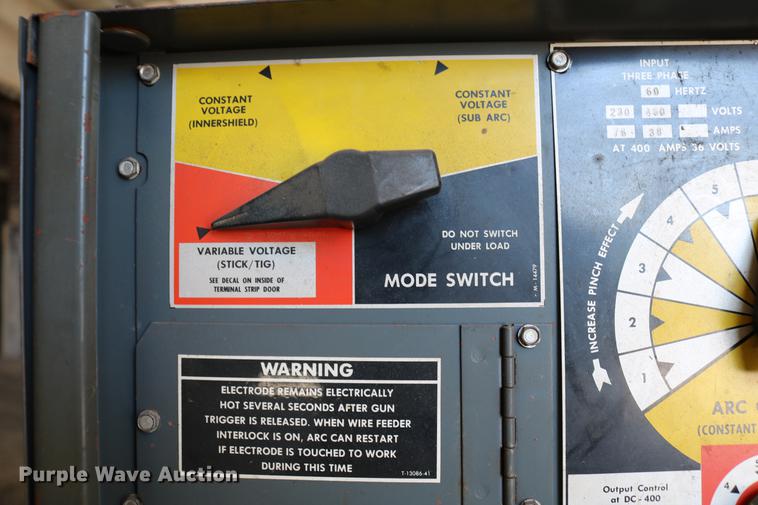 CONSTANT
VOLTAGE
(INNERSHIELD)
CONSTANT
VOLTAGE
(SUB ARC)
VARIABLE VOLTAGE
(STICK/TIG)
SEE DECAL ON INSIDE OF
TERMINAL STRIP DOOR
DO NOT SWITCH
UNDER LOAD
MODE SWITCH
M-14479
WARNING
ELECTRODE REMAINS ELECTRICALLY
HOT SEVERAL SECONDS AFTER GUN
TRIGGER IS RELEASED. WHEN WIRE FEEDER
INTERLOCK IS ON, ARC CAN RESTART
IF ELECTRODE IS TOUCHED TO WORK
DURING THIS TIME
T-13086-41
INPUT
THREE PHASE
60 HERTZ
230 460 VOLTS
76 38 AMPS
AT 400 AMPS 36 VOLTS
INCREASE PINCH EFFECT
5
4
3
2
1
ARC
(CONSTANT
Output Control
at DC-400
4
Purple Wave Auction